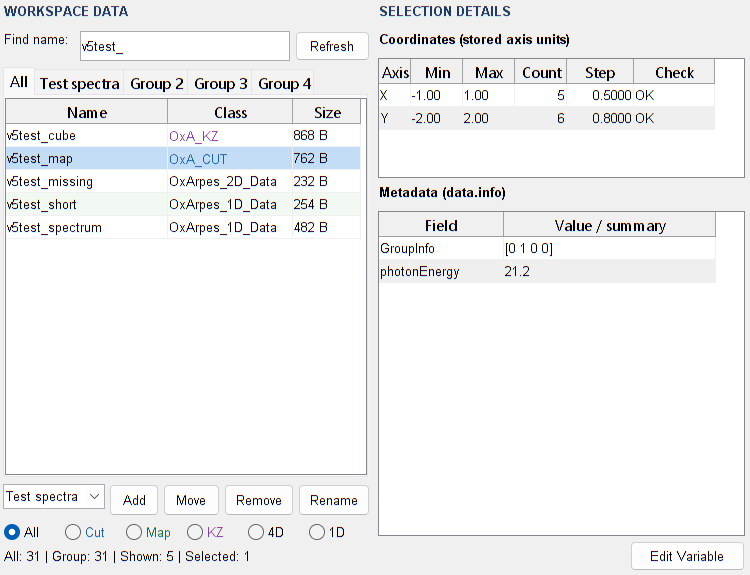 WORKSPACE DATA
Find name: v5test_ Refresh
All Test spectra Group 2 Group 3 Group 4
Name Class Size
v5test_cube OxA_KZ 868 B
v5test_map OxA_CUT 762 B
v5test_missing OxArpes_2D_Data 232 B
v5test_short OxArpes_1D_Data 254 B
v5test_spectrum OxArpes_1D_Data 482 B
Test spectra Add Move Remove Rename
All Cut Map KZ 4D 1D
All: 31 | Group: 31 | Shown: 5 | Selected: 1
SELECTION DETAILS
Coordinates (stored axis units)
Axis Min Max Count Step Check
X -1.00 1.00 5 0.5000 OK
Y -2.00 2.00 6 0.8000 OK
Metadata (data.info)
Field Value / summary
GroupInfo [0 1 0 0]
photonEnergy 21.2
Edit Variable